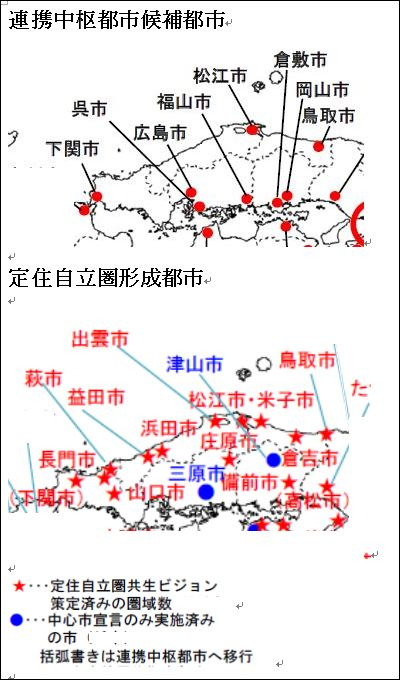 連携中枢都市候補都市
倉敷市
松江市
岡山市
福山市
鳥取市
呉市
広島市
下関市
定住自立圏形成都市
出雲市
津山市
鳥取市
萩市
益田市
松江市・米子市
浜田市
庄原市
長門市
倉吉市
三原市
備前市
(下関市)
山口市
(高松市)
★・・・定住自立圏共生ビジョン
策定済みの圏域数
●・・・中心市宣言のみ実施済み
の市
括弧書きは連携中枢都市へ移行